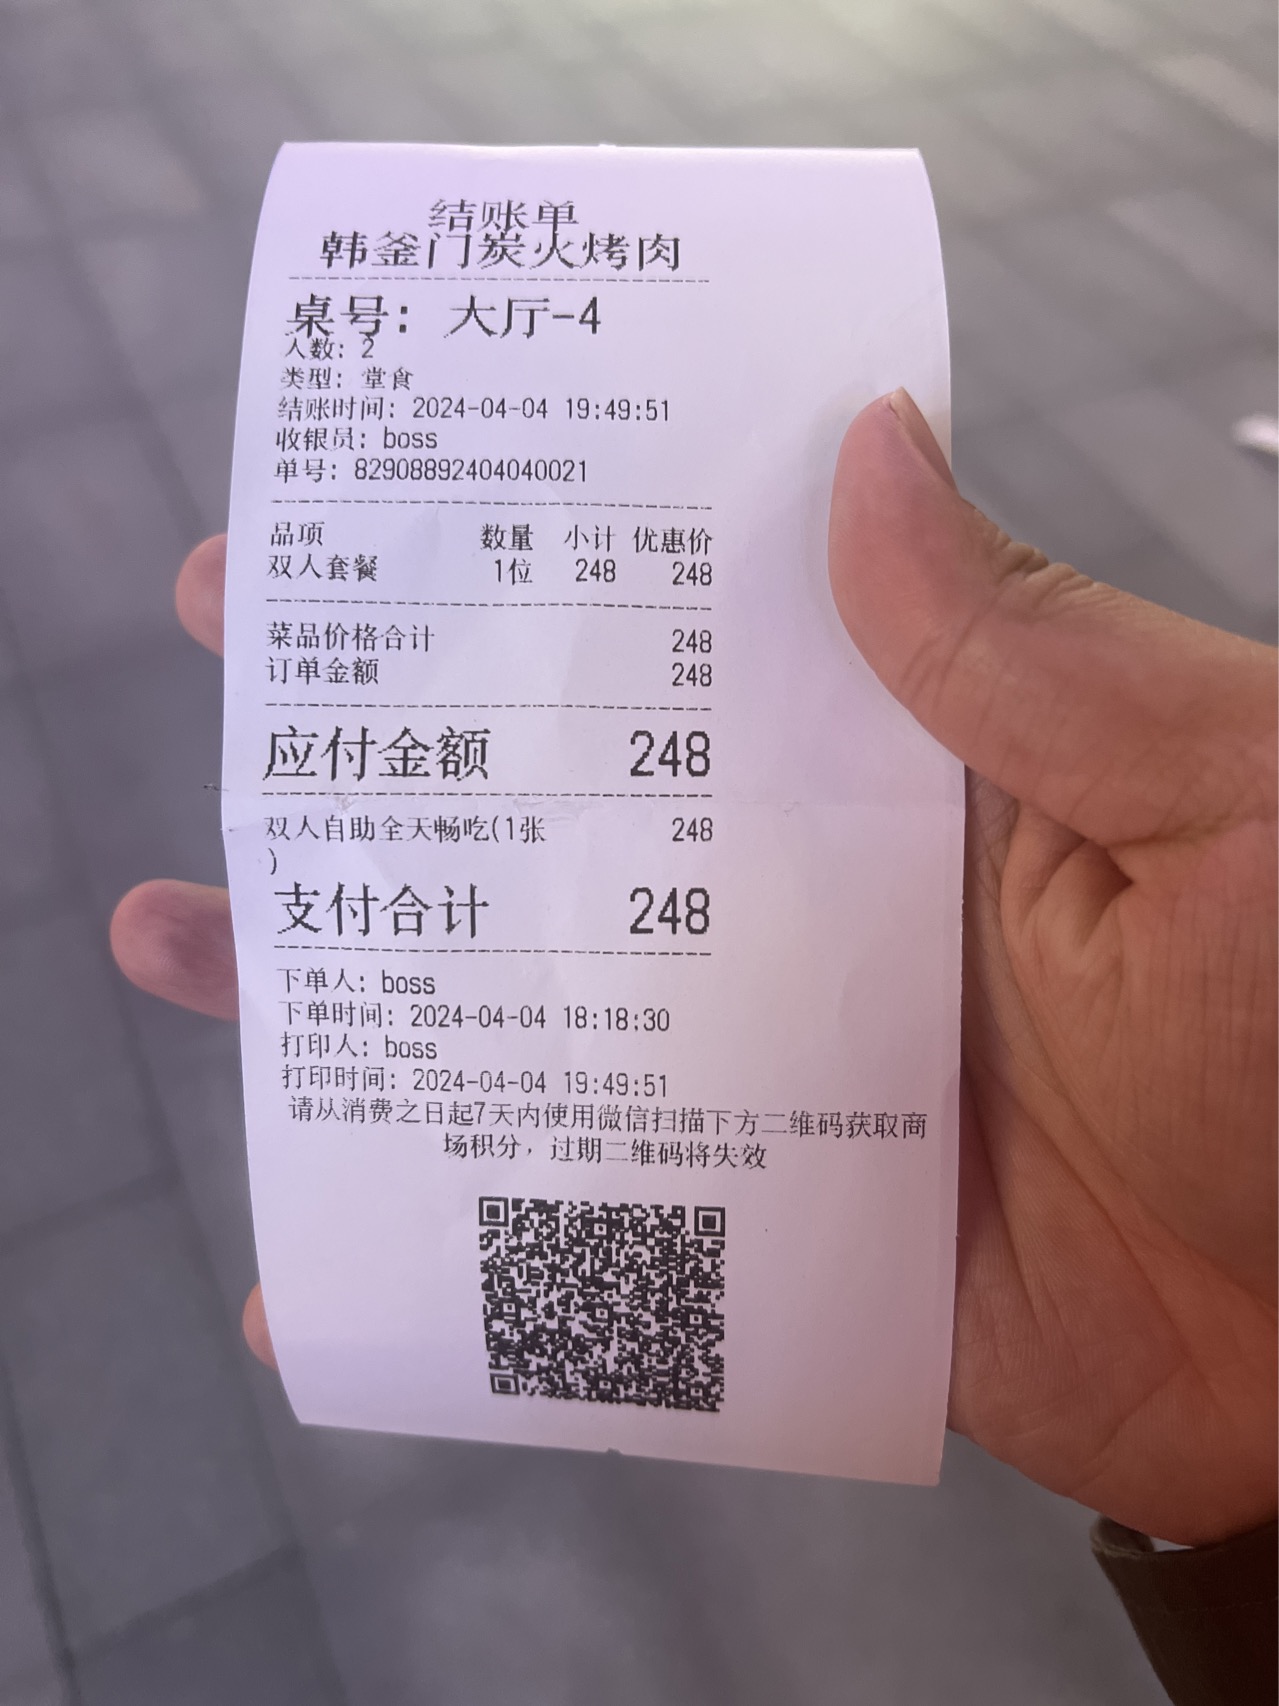 结账单
韩釜门炭火烤肉
桌号： 大厅-4
人数: 2
类型: 堂食
结账时间: 2024-04-04 19:49:51
收银员: boss
单号: 82908892404040021
品项 数量 小计 优惠价
双人套餐 1位 248 248
菜品价格合计 248
订单金额 248
应付金额 248
双人自助全天畅吃(1张 248
)
支付合计 248
下单人: boss
下单时间: 2024-04-04 18:18:30
打印人: boss
打印时间: 2024-04-04 19:49:51
请从消费之日起7天内使用微信扫描下方二维码获取商
场积分，过期二维码将失效